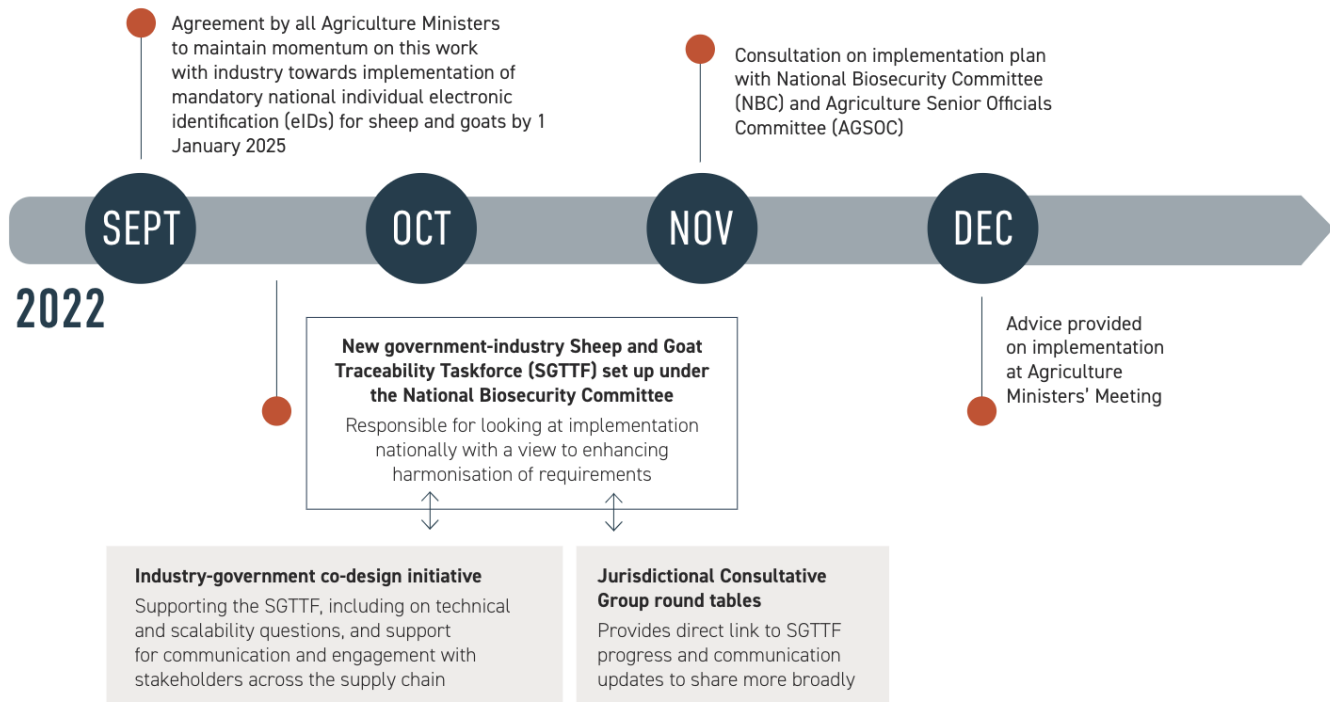 Agreement by all Agriculture Ministers
to maintain momentum on this work
with industry towards implementation of
mandatory national individual electronic
identification (eIDs) for sheep and goats by 1
January 2025
Consultation on implementation plan
with National Biosecurity Committee
(NBC) and Agriculture Senior Officials
Committee (AGSOC)
SEPT
OCT
NOV
DEC
2022
New government-industry Sheep and Goat
Traceability Taskforce (SGTTF) set up under
the National Biosecurity Committee
Responsible for looking at implementation
nationally with a view to enhancing
harmonisation of requirements
Advice provided
on implementation
at Agriculture
Ministers’ Meeting
Industry-government co-design initiative
Supporting the SGTTF, including on technical
and scalability questions, and support
for communication and engagement with
stakeholders across the supply chain
Jurisdictional Consultative
Group round tables
Provides direct link to SGTTF
progress and communication
updates to share more broadly